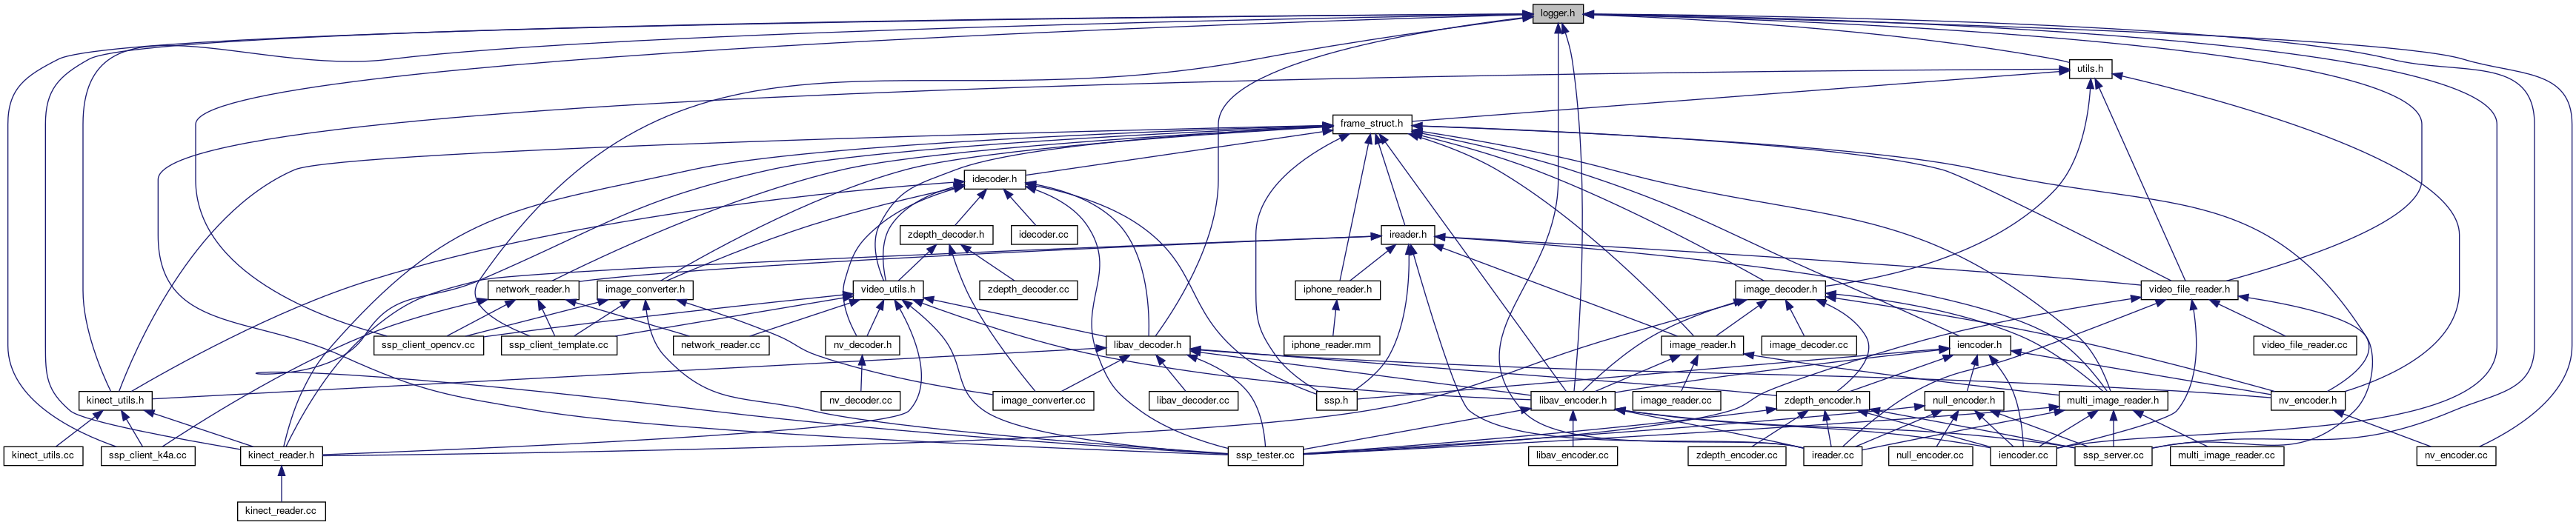 logger.h
utils.h
frame_struct.h
idecoder.h
zdepth_decoder.h
idecoder.cc
ireader.h
network_reader.h
image_converter.h
video_utils.h
zdepth_decoder.cc
iphone_reader.h
image_decoder.h
video_file_reader.h
ssp_client_opencv.cc
ssp_client_template.cc
network_reader.cc
nv_decoder.h
libav_decoder.h
iphone_reader.mm
image_reader.h
image_decoder.cc
iencoder.h
video_file_reader.cc
kinect_utils.h
nv_decoder.cc
image_converter.cc
libav_decoder.cc
ssp.h
libav_encoder.h
image_reader.cc
zdepth_encoder.h
null_encoder.h
multi_image_reader.h
nv_encoder.h
kinect_utils.cc
ssp_client_k4a.cc
kinect_reader.h
ssp_tester.cc
libav_encoder.cc
zdepth_encoder.cc
ireader.cc
null_encoder.cc
iencoder.cc
ssp_server.cc
multi_image_reader.cc
nv_encoder.cc
kinect_reader.cc